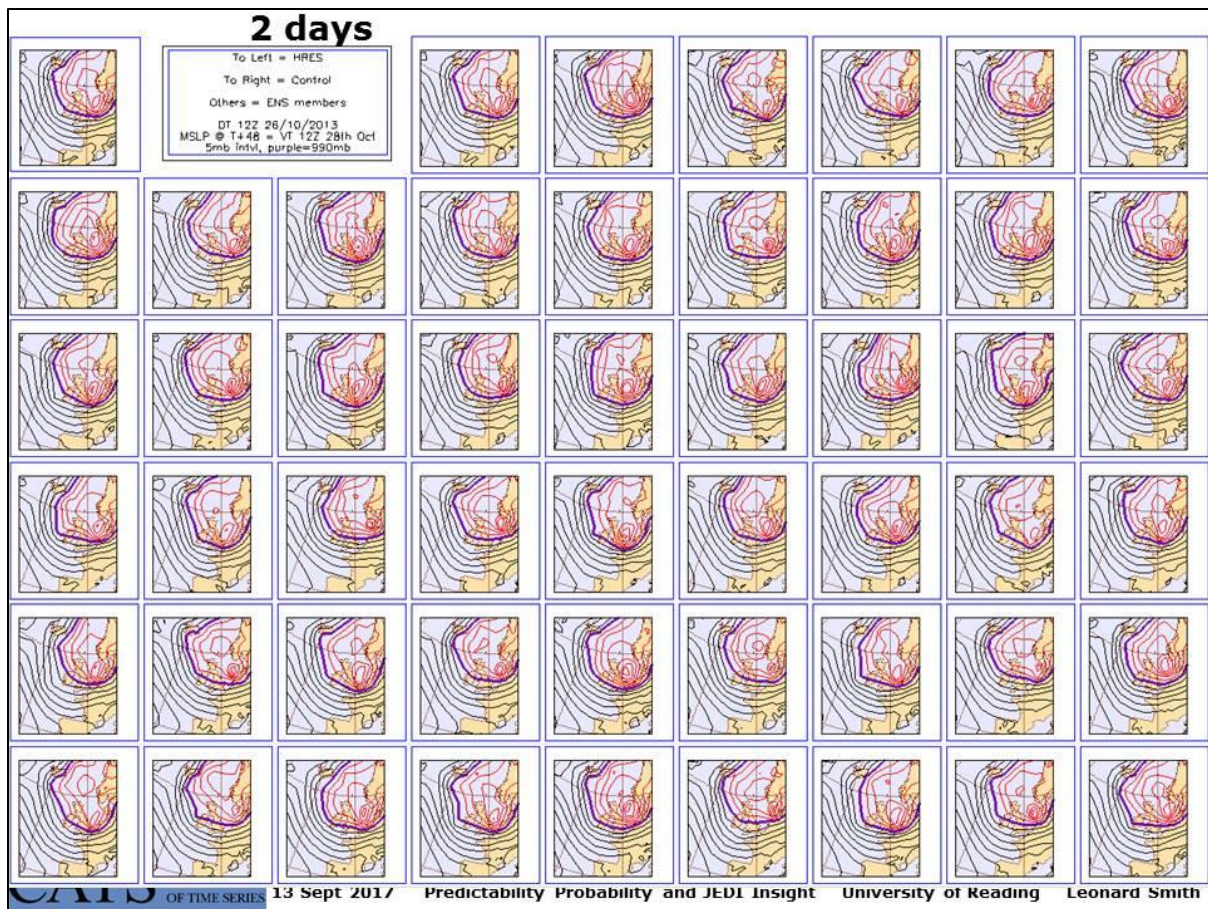 2 days
To Left = HRES
To Right = Control
Others = ENS members
DT 12Z 26/10/2013
MSLP @ T+48 = VT 12Z 28th Oct
5mb intvl, purple=990mb
CATS OF TIME SERIES 13 Sept 2017 Predictability Probability and JEDI Insight University of Reading Leonard Smith